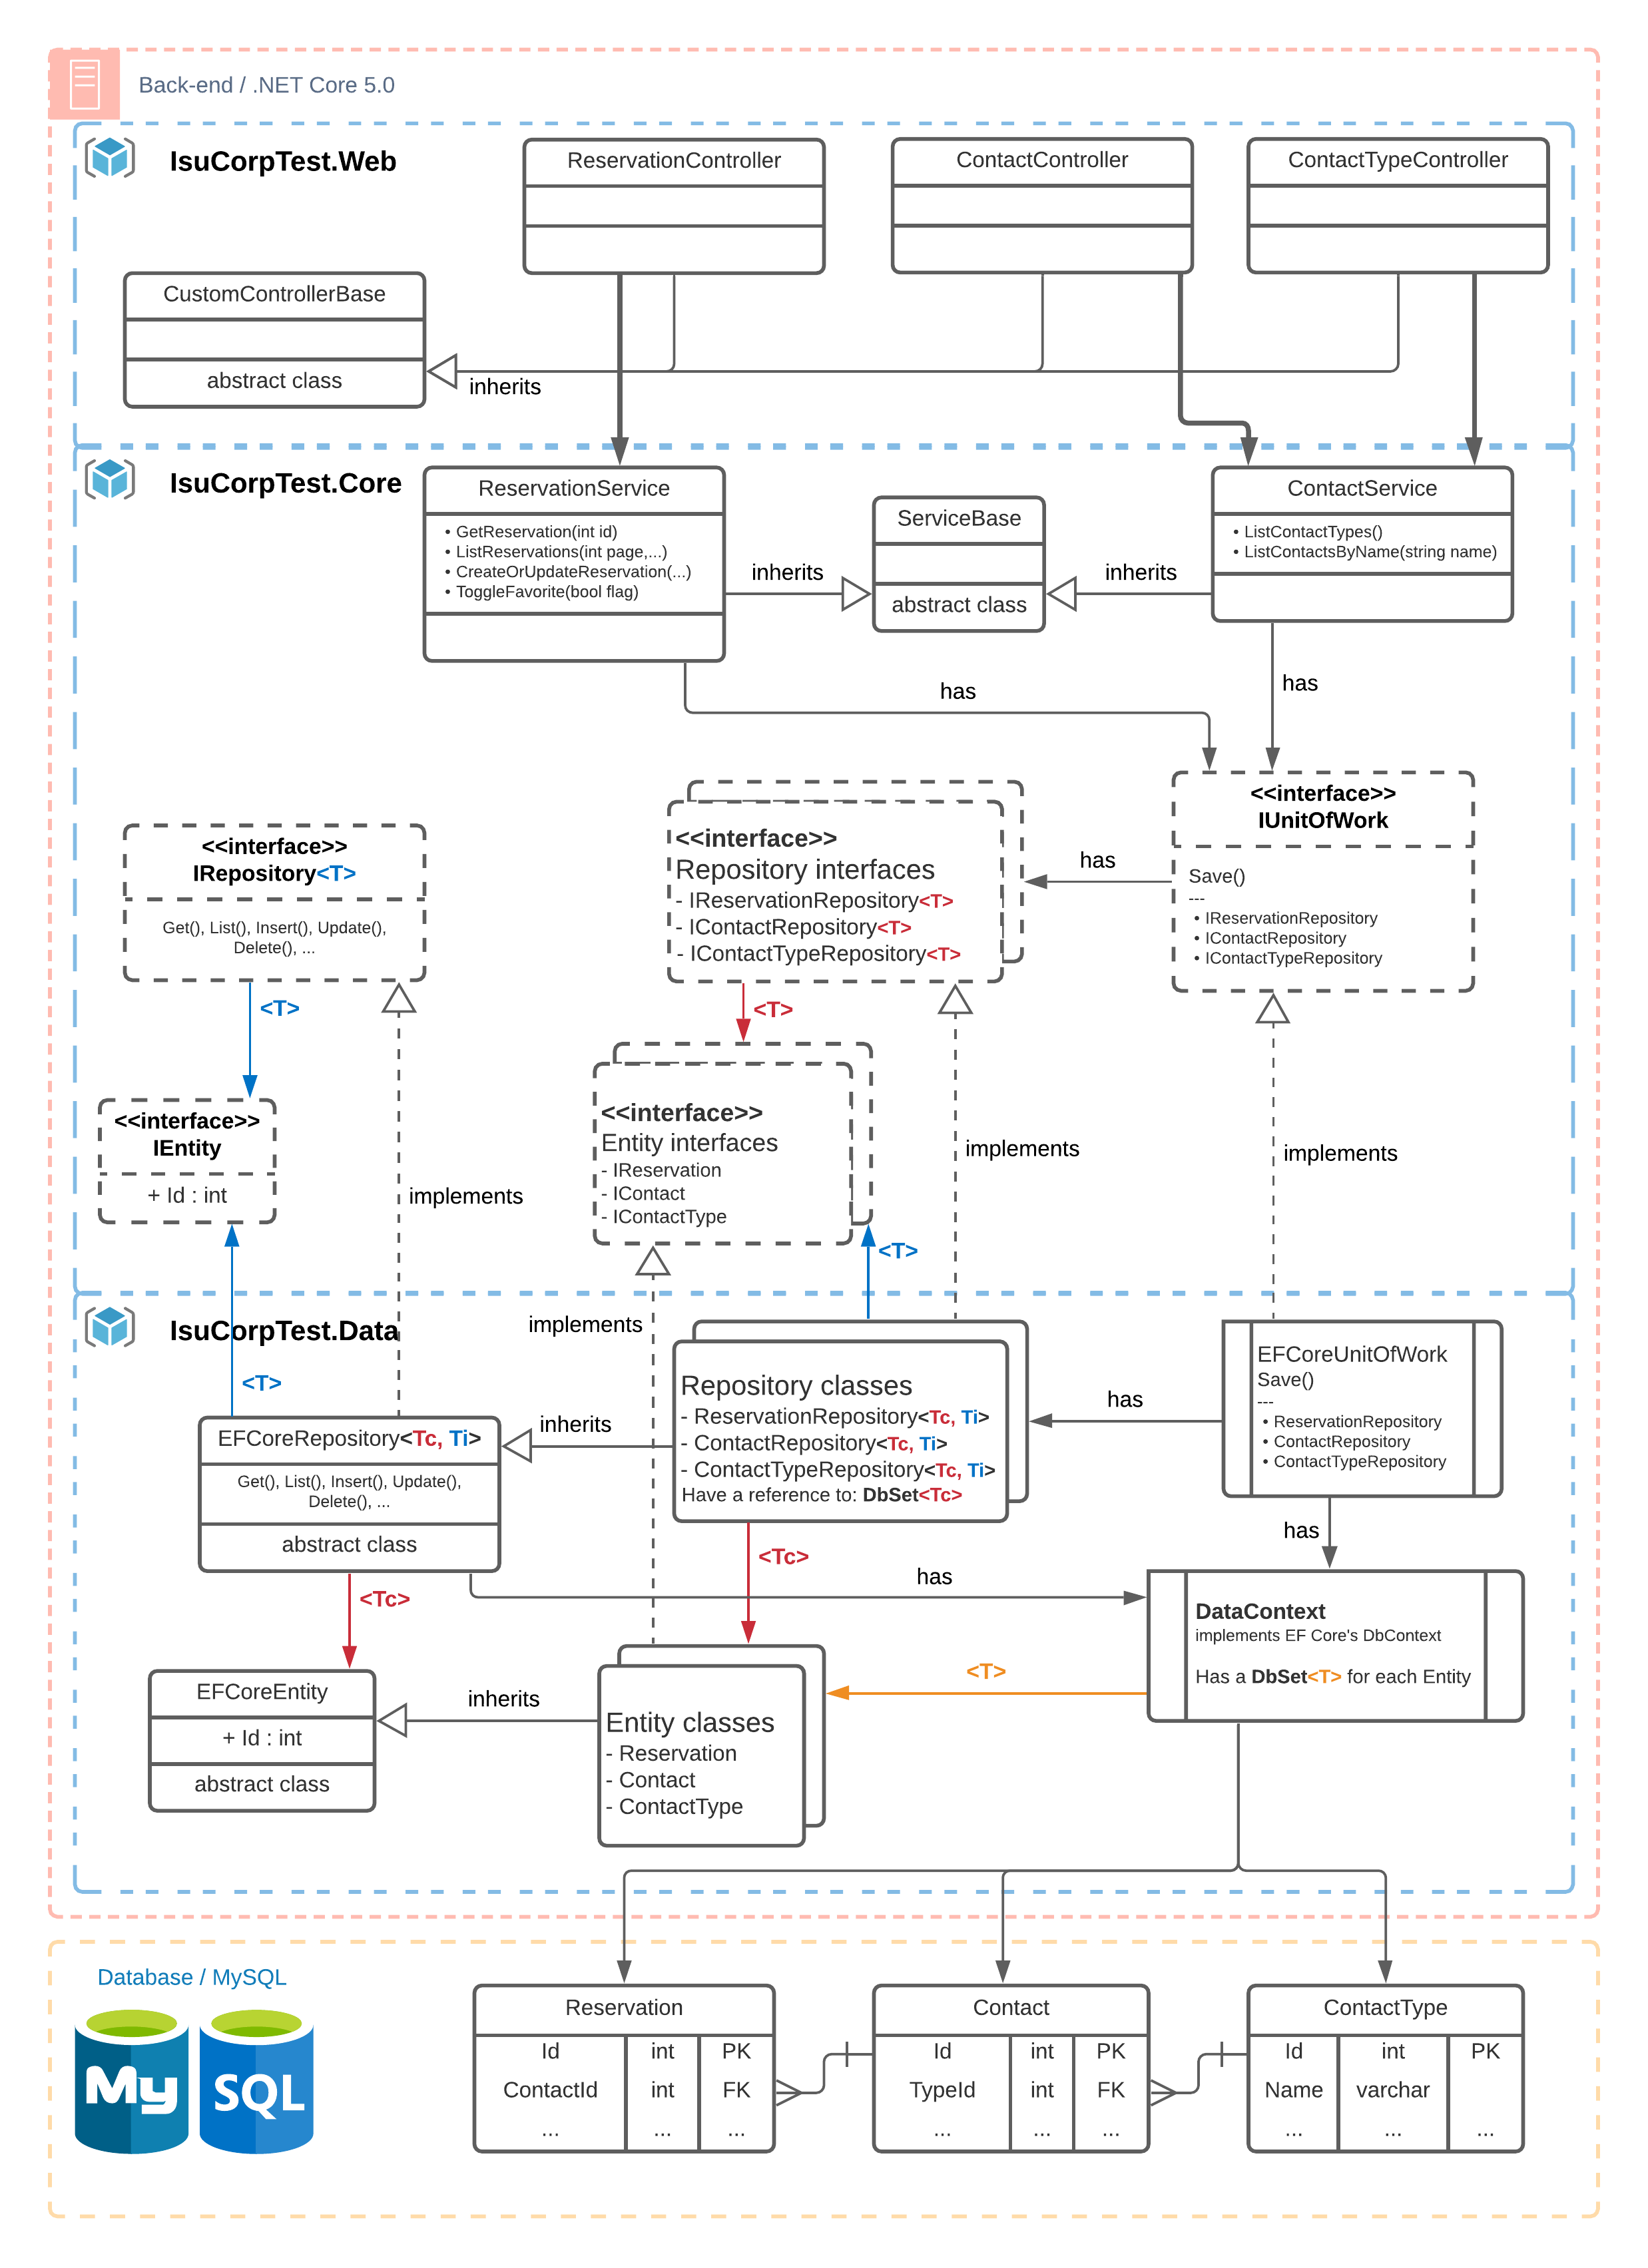 Back-end / .NET Core 5.0
IsuCorpTest.Web
ReservationController
ContactController
ContactTypeController
CustomControllerBase
abstract class
inherits
IsuCorpTest.Core
ReservationService
• GetReservation(int id)
• ListReservations(int page,...)
• CreateOrUpdateReservation(...)
• ToggleFavorite(bool flag)
inherits
ServiceBase
abstract class
inherits
ContactService
• ListContactTypes()
• ListContactsByName(string name)
has
has
<<interface>>
IRepository<T>
Get(), List(), Insert(), Update(),
Delete(), ...
<<interface>>
Repository interfaces
- IReservationRepository<T>
- IContactRepository<T>
- IContactTypeRepository<T>
has
<<interface>>
IUnitOfWork
Save()
---
• IReservationRepository
• IContactRepository
• IContactTypeRepository
<T>
<T>
<<interface>>
IEntity
+ Id : int
implements
<<interface>>
Entity interfaces
- IReservation
- IContact
- IContactType
implements
implements
<T>
IsuCorpTest.Data
implements
<T>
EFCoreRepository<Tc, Ti>
Get(), List(), Insert(), Update(),
Delete(), ...
abstract class
inherits
Repository classes
- ReservationRepository<Tc, Ti>
- ContactRepository<Tc, Ti>
- ContactTypeRepository<Tc, Ti>
Have a reference to: DbSet<Tc>
has
EFCoreUnitOfWork
Save()
---
• ReservationRepository
• ContactRepository
• ContactTypeRepository
has
<Tc>
<Tc>
has
DataContext
implements EF Core's DbContext
Has a DbSet<T> for each Entity
<T>
EFCoreEntity
+ Id : int
abstract class
inherits
Entity classes
- Reservation
- Contact
- ContactType
Database / MySQL
My
SQL
Reservation
Id int PK
ContactId int FK
... ... ...
Contact
Id int PK
TypeId int FK
... ... ...
ContactType
Id int PK
Name varchar
... ... ...